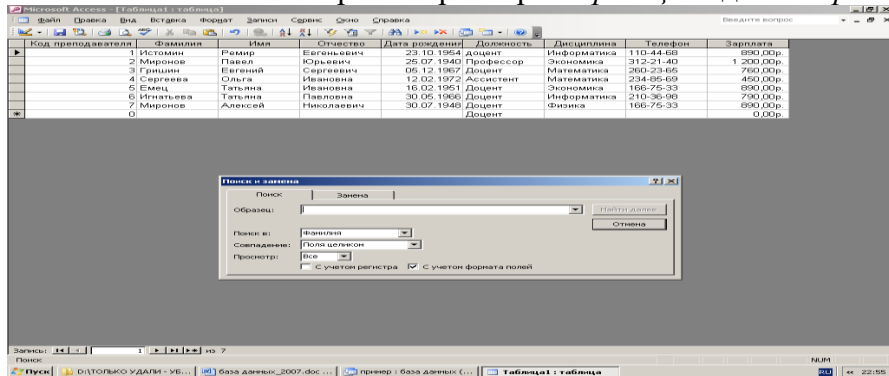 Microsoft Access - [Таблица1 : таблица]
Файл Правка Вид Вставка Формат Записи Сервис Окно Справка Введите вопрос
Код преподавателя Фамилия Имя Отчество Дата рождения Должность Дисциплина Телефон Зарплата
1 Истомин Ремир Евгеньевич 23.10.1954 доцент Информатика 110-44-68 890,00р.
2 Миронов Павел Юрьевич 25.07.1940 Профессор Экономика 312-21-40 1 200,00р.
3 Гришин Евгений Сергеевич 05.12.1967 Доцент Математика 260-23-65 760,00р.
4 Сергеева Ольга Ивановна 12.02.1972 Ассистент Математика 234-85-69 450,00р.
5 Емец Татьяна Ивановна 16.02.1951 Доцент Экономика 166-75-33 890,00р.
6 Игнатьева Татьяна Павловна 30.05.1966 Доцент Информатика 210-36-98 790,00р.
7 Миронов Алексей Николаевич 30.07.1948 Доцент Физика 166-75-33 890,00р.
0 Доцент 0,00р.
Поиск и замена
Поиск Замена
Образец: Найти далее
Отмена
Поиск в: Фамилия
Совпадение: Поля целиком
Просмотр: Все
С учетом регистра С учетом формата полей
Запись: 1 из 7
Поиск NUM
Пуск D:\ТОЛЬКО УДАЛИ - УБ... база данных_2007.doc ... пример : база данных (... Таблица1 : таблица RU 22:55